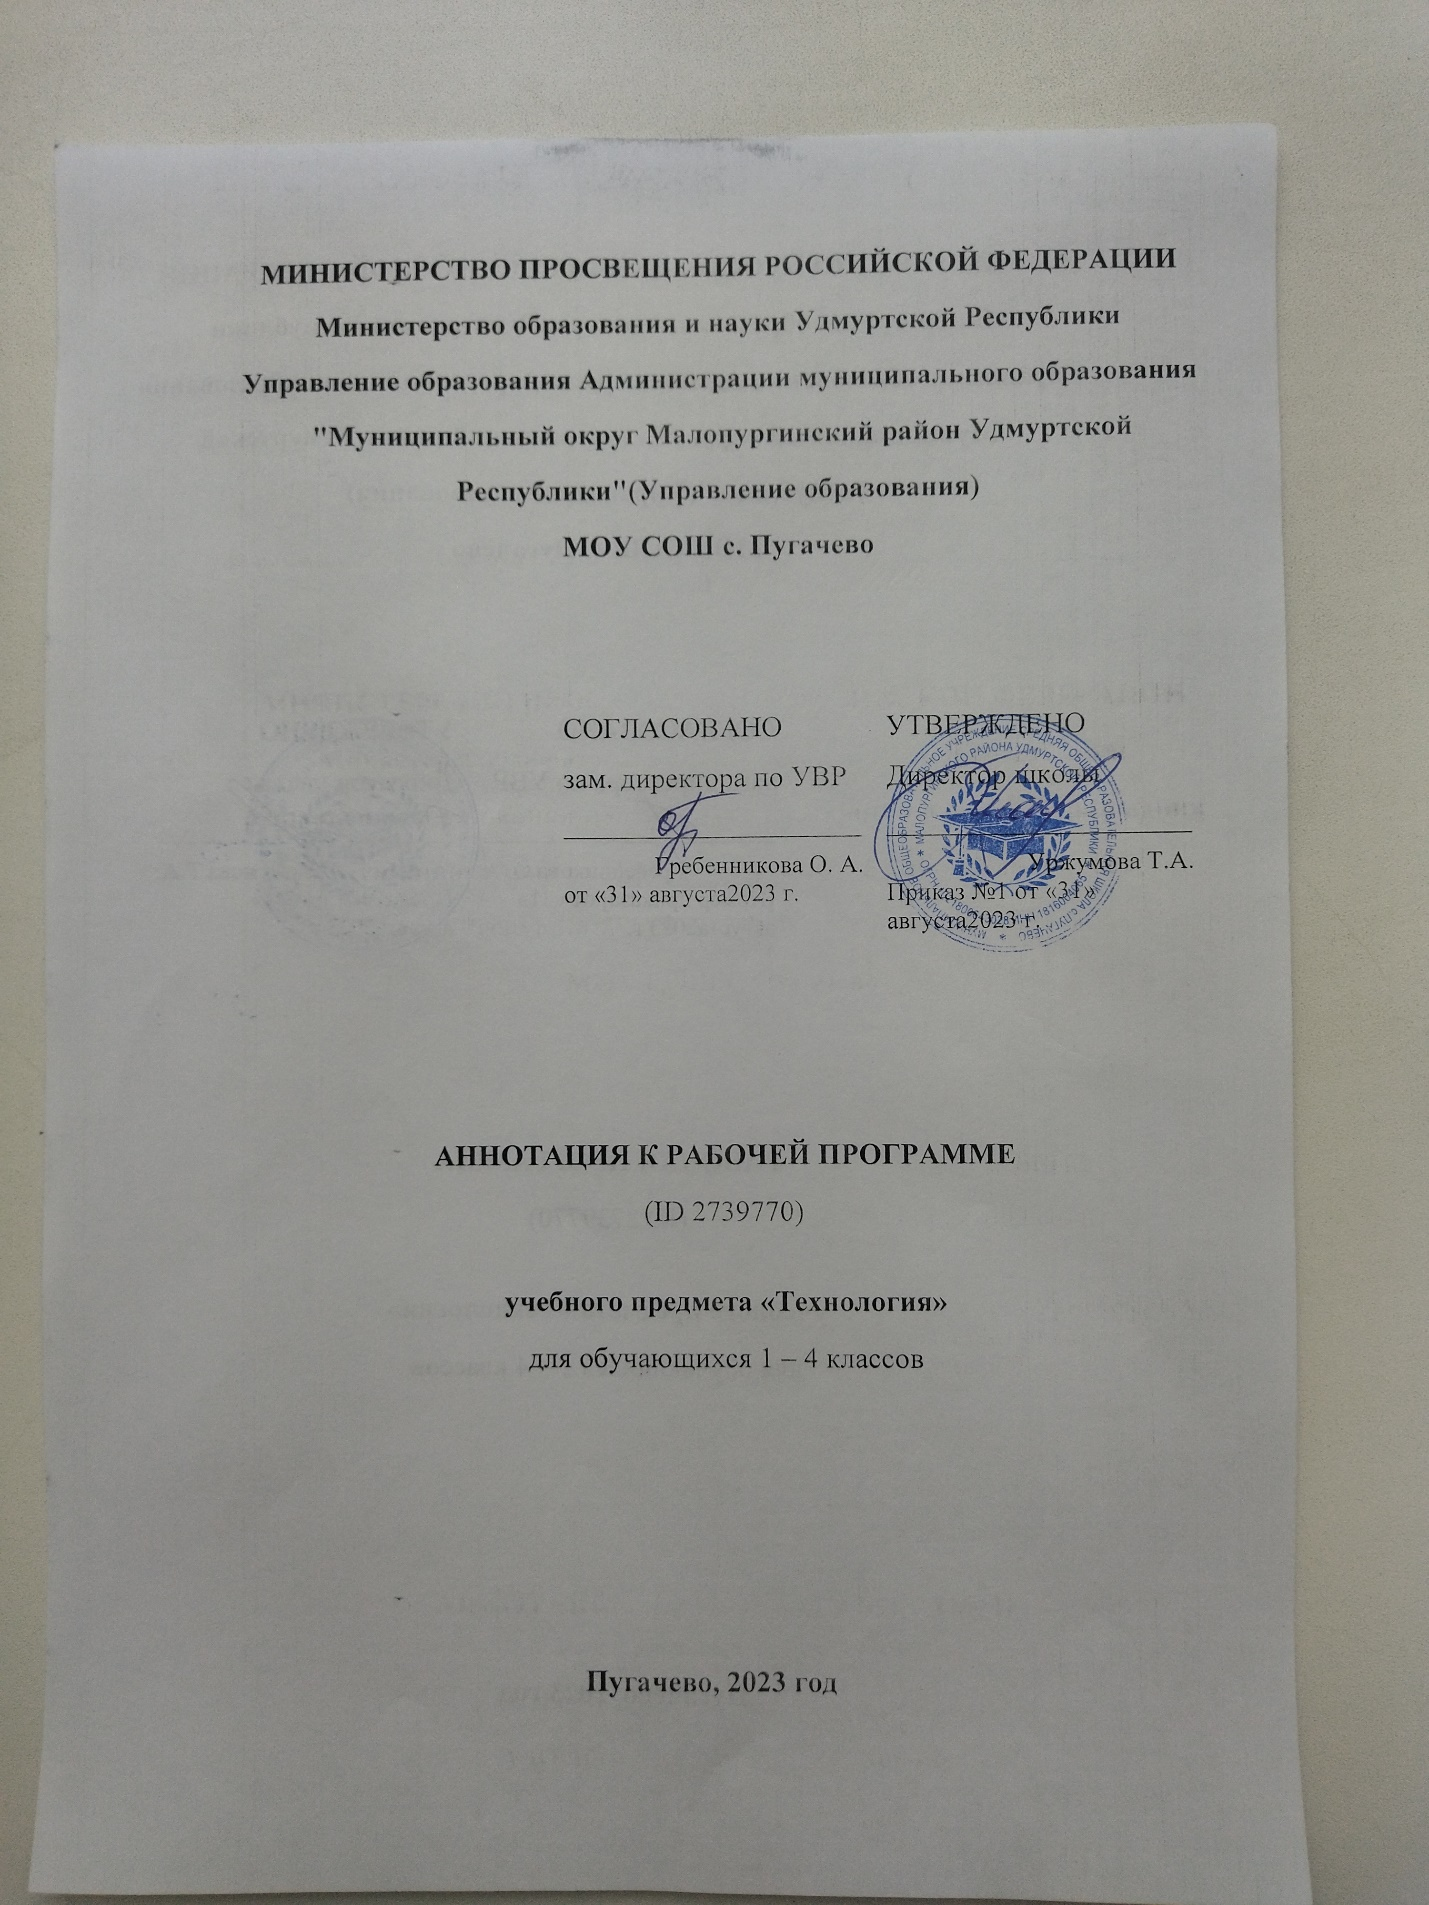 МИНИСТЕРСТВО ПРОСВЕЩЕНИЯ РОССИЙСКОЙ ФЕДЕРАЦИИ
Министерство образования и науки Удмуртской Республики
Управление образования Администрации муниципального образования
"Муниципальный округ Малопургинский район Удмуртской
Республики"(Управление образования)
МОУ СОШ с. Пугачево
СОГЛАСОВАНО
зам. директора по УВР
Гребенникова О. А.
от «31» августа2023 г.
УТВЕРЖДЕНО
Директор школы
Уржумова Т.А.
Приказ №1 от «31»
августа2023 г.
АННОТАЦИЯ К РАБОЧЕЙ ПРОГРАММЕ
(ID 2739770)
учебного предмета «Технология»
для обучающихся 1 – 4 классов
Пугачево, 2023 год